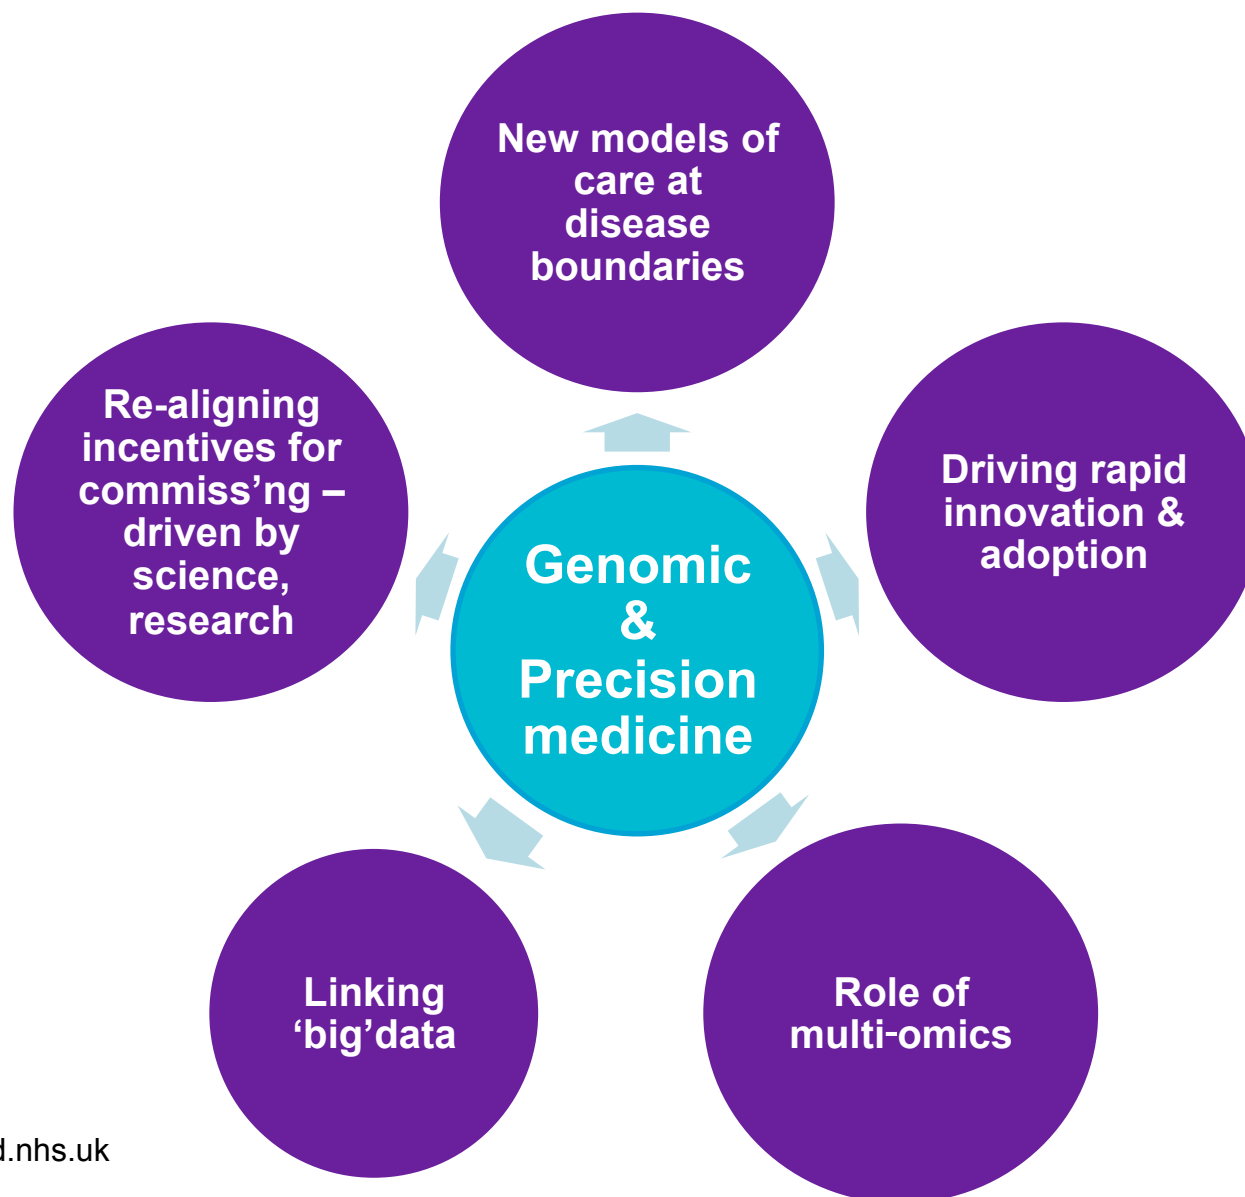 New models of
care at
disease
boundaries
Re-aligning
incentives for
commiss’ng –
driven by
science,
research
Driving rapid
innovation &
adoption
Genomic
&
Precision
medicine
Linking
‘big’data
Role of
multi-omics
d.nhs.uk